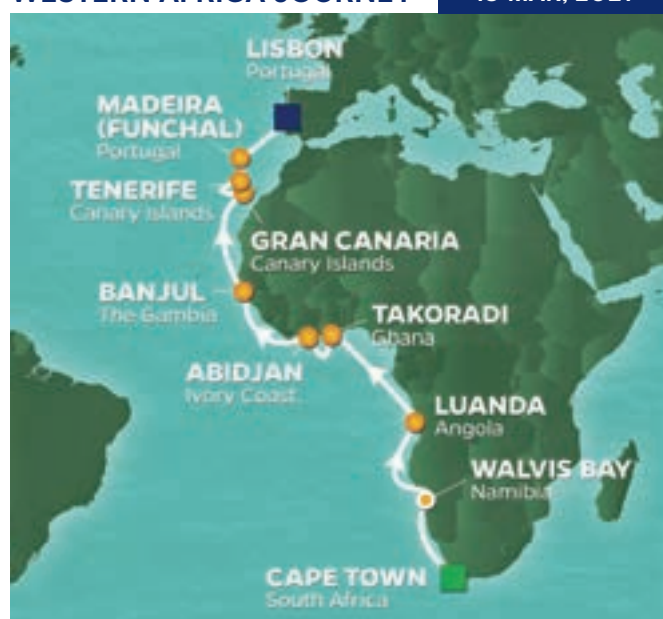 WESTERN AFRICA JOURNEY
LISBON
Portugal
MADEIRA
(FUNCHAL)
Portugal
TENERIFE
Canary Islands
GRAN CANARIA
Canary Islands
BANJUL
The Gambia
TAKORADI
Ghana
ABIDJAN
Ivory Coast
LUANDA
Angola
WALVIS BAY
Namibia
CAPE TOWN
South Africa